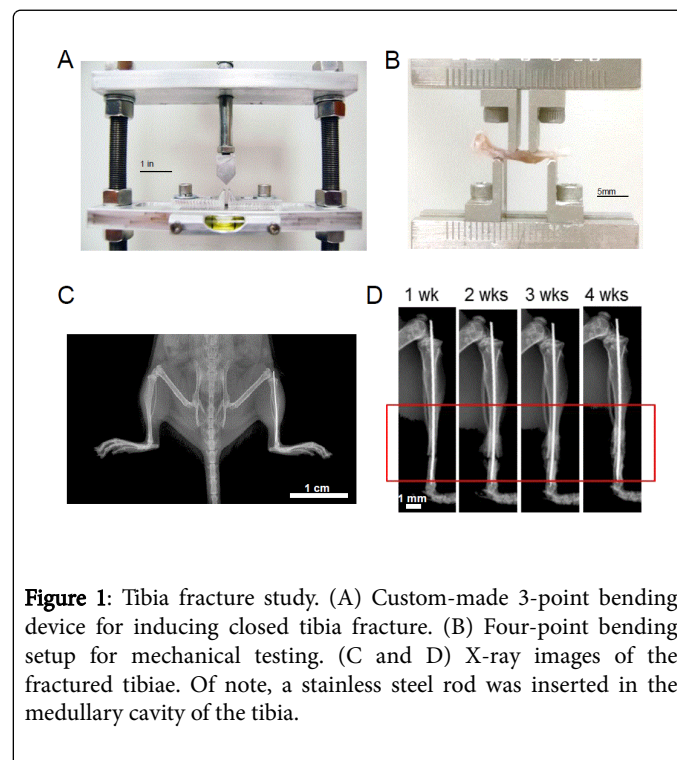 A
B
1 in
5mm
C
D
1 wk 2 wks 3 wks 4 wks
1 cm
1 mm
Figure 1: Tibia fracture study. (A) Custom-made 3-point bending
device for inducing closed tibia fracture. (B) Four-point bending
setup for mechanical testing. (C and D) X-ray images of the
fractured tibiae. Of note, a stainless steel rod was inserted in the
medullary cavity of the tibia.